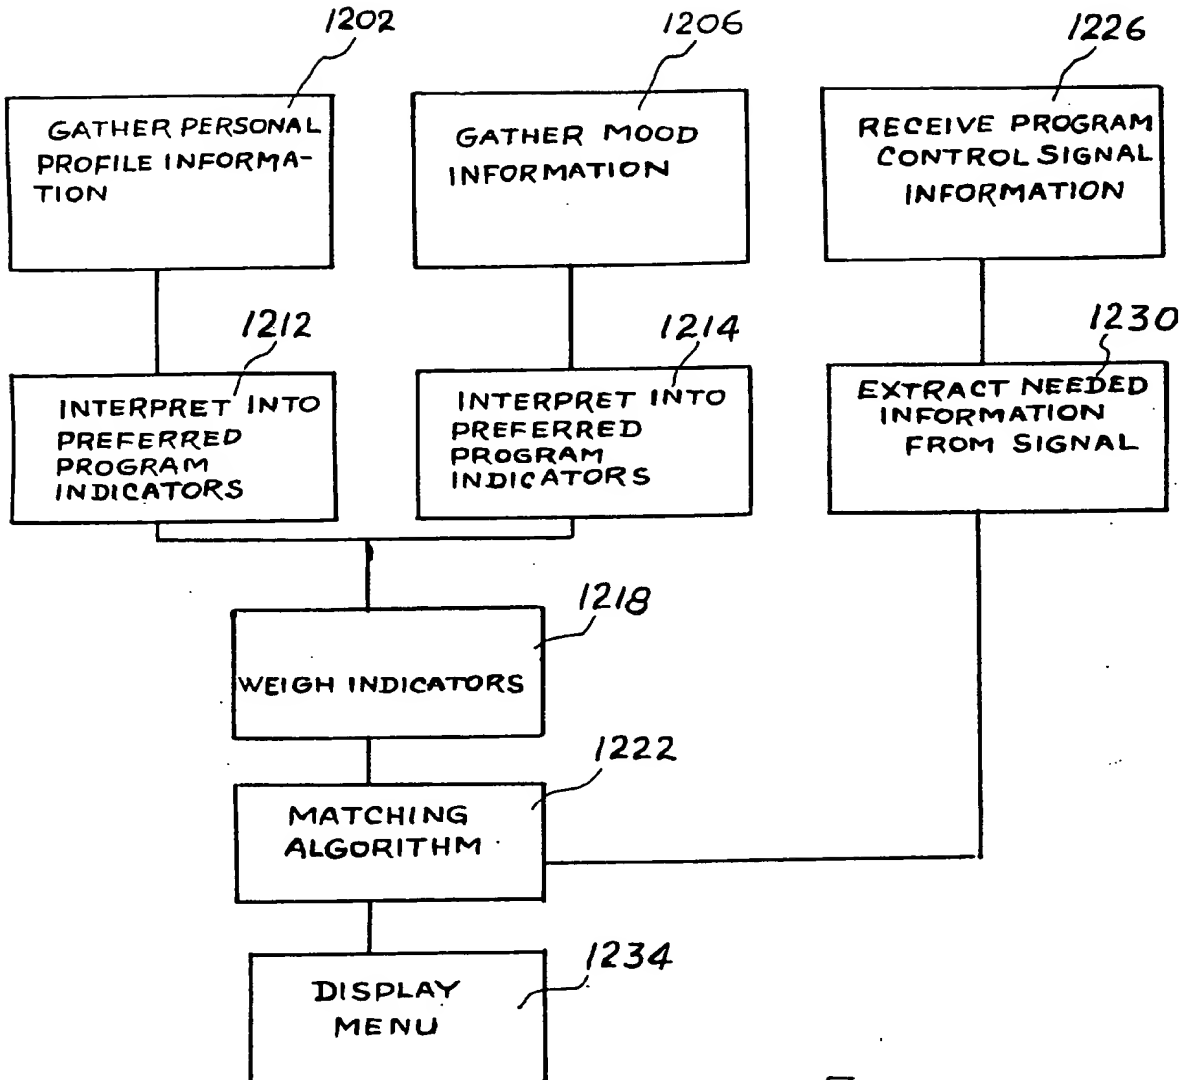 1202
1206
1226
GATHER PERSONAL
PROFILE INFORMA-
TION
GATHER MOOD
INFORMATION
RECEIVE PROGRAM
CONTROL SIGNAL
INFORMATION
1212
1214
1230
INTERPRET INTO
PREFERRED
PROGRAM
INDICATORS
INTERPRET INTO
PREFERRED
PROGRAM
INDICATORS
EXTRACT NEEDED
INFORMATION
FROM SIGNAL
1218
WEIGH INDICATORS
1222
MATCHING
ALGORITHM
1234
DISPLAY
MENU